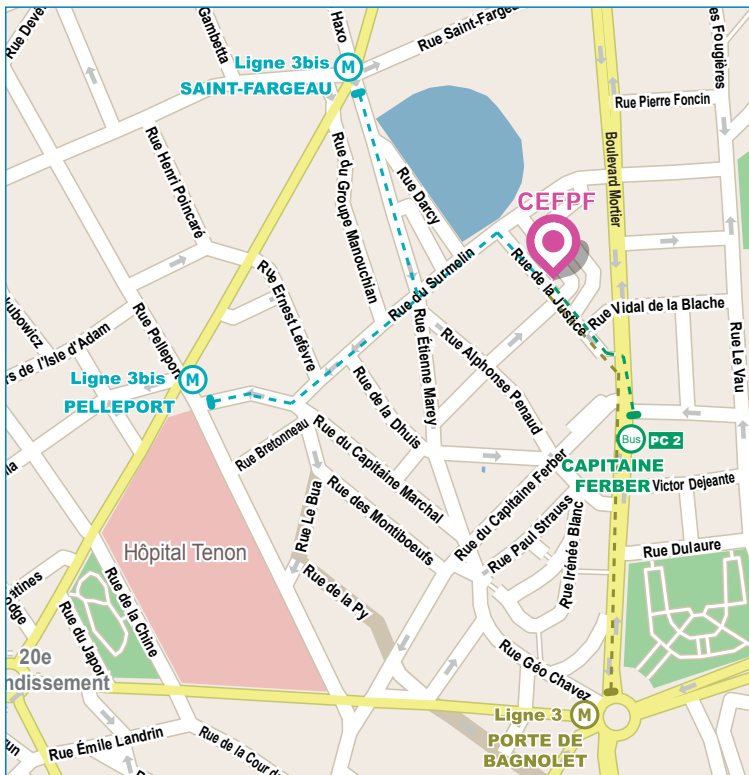 Rue Devé
Gambetta
Haxo
Rue Saint-Farge
es Fougères
Ligne 3bis
M
SAINT-FARGEAU
Rue Pierre Foncin
Boulevard Mortier
Rue Henri Poincaré
Rue du Groupe Manouchian
Rue Darcy
CEFPF
Rue de la Justice
Rue du Surmelin
Rue Ernest Lefèvre
kubowicz
Rue Pelleport
rs de l'Isle d'Adam
Rue Vidal de la Blache
Rue Le Vau
Rue Étienne Marey
Rue Alphonse Penaud
Ligne 3bis
M
PELLEPORT
Rue de la Dhuis
Rue Bretonneau
Rue du Capitaine Marchal
Bus
PC 2
CAPITAINE
FERBER
Victor Dejeante
Rue Le Bua
Rue des Montiboeufs
Rue du Capitaine Ferber
Rue Paul Strauss
Rue Irénée Blanc
Rue Dulaure
Hôpital Tenon
Rue de la Chine
Rue de la Py
âtines
odge
Rue du Japon
20e
ndissement
Rue Géo Chavez
Ligne 3
M
PORTE DE
BAGNOLET
Rue Émile Landrin
Rue de la Cour de
run